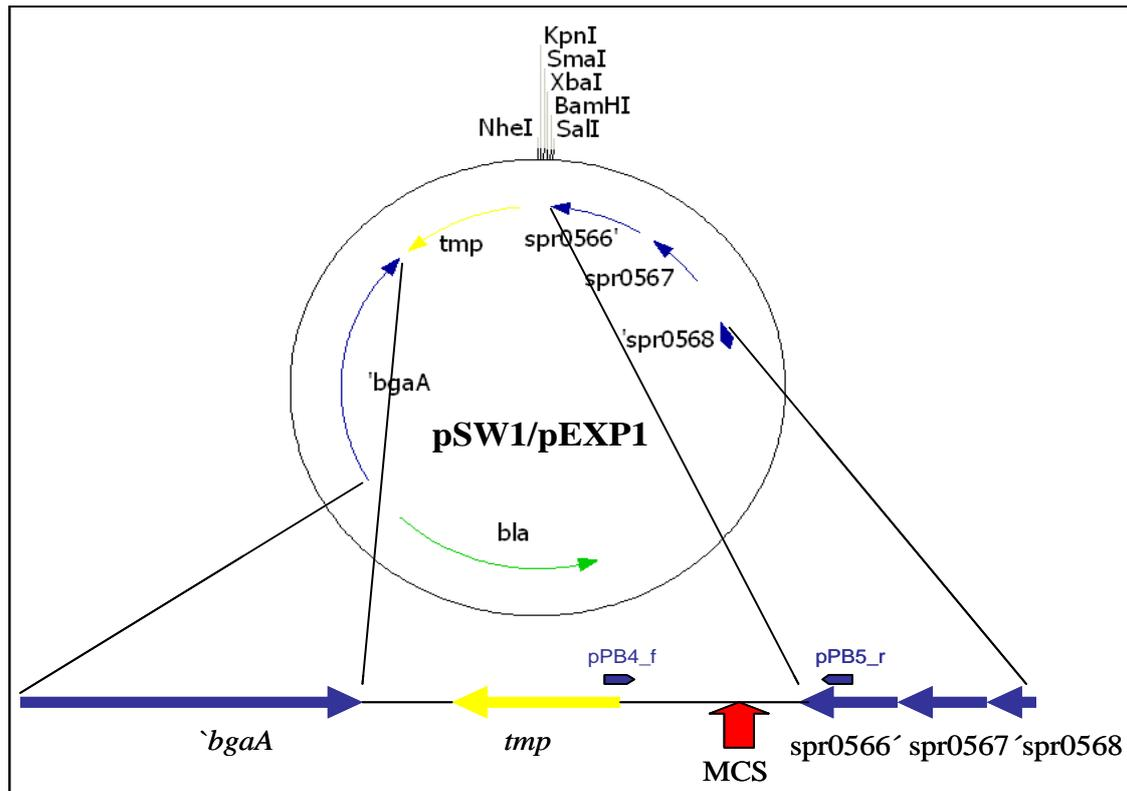 KpnI
SmaI
XbaI
BamHI
NheI SalI
tmp spr0566'
spr0567
'spr0568
'bgaA
pSW1/pEXP1
bla
pPB4_f pPB5_r
`bgaA tmp spr0566´ spr0567 ´spr0568
MCS